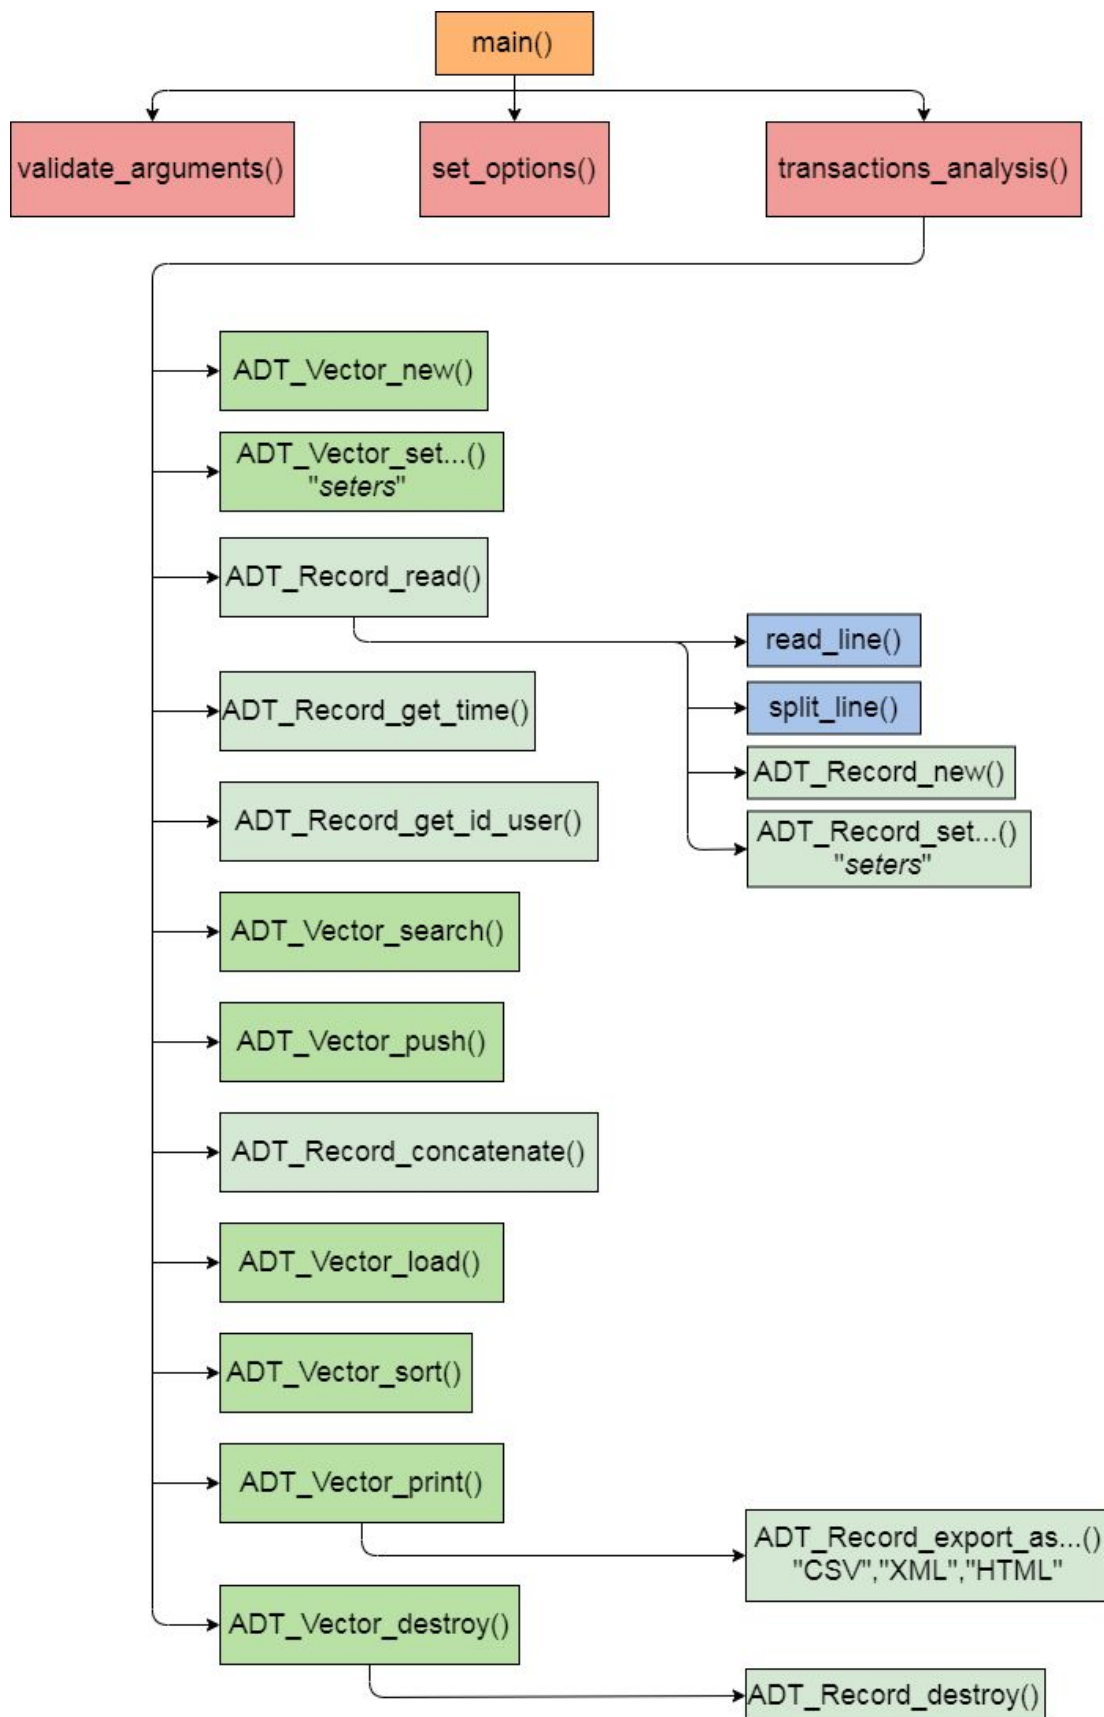 main()
validate_arguments()
set_options()
transactions_analysis()
ADT_Vector_new()
ADT_Vector_set...()
"seters"
ADT_Record_read()
read_line()
split_line()
ADT_Record_new()
ADT_Record_set...()
"seters"
ADT_Record_get_time()
ADT_Record_get_id_user()
ADT_Vector_search()
ADT_Vector_push()
ADT_Record_concatenate()
ADT_Vector_load()
ADT_Vector_sort()
ADT_Vector_print()
ADT_Record_export_as...()
"CSV","XML","HTML"
ADT_Vector_destroy()
ADT_Record_destroy()